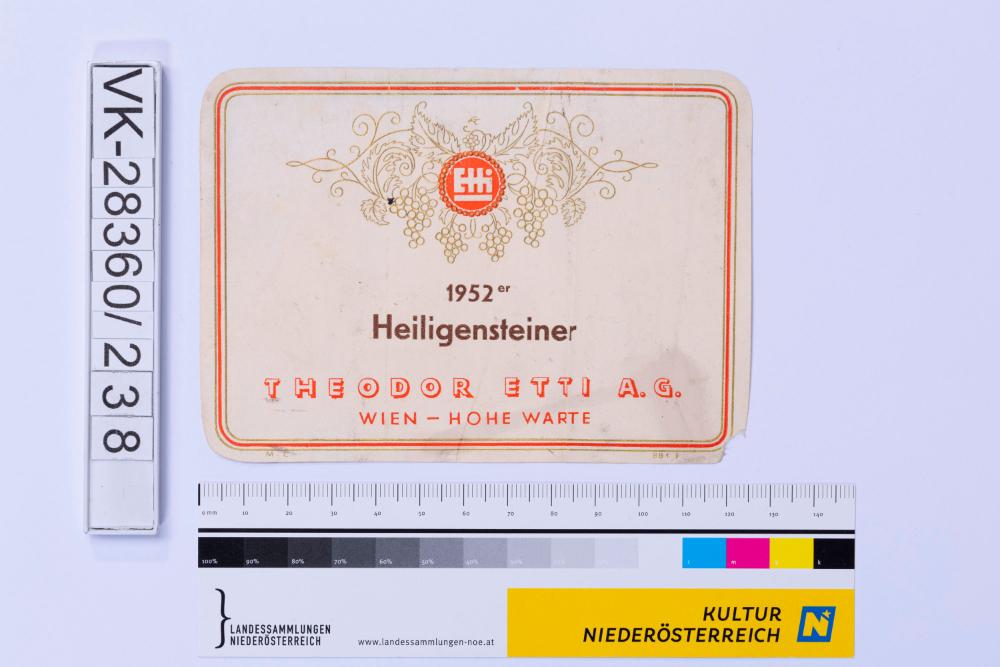 VK-28360/238
Etti
1952er
Heiligensteiner
THEODOR ETTI A.G.
WIEN – HOHE WARTE
0 mm 10 20 30 40 50 60 70 80 90 100 110 120 130 140
100% 90% 80% 70% 60% 50% 40% m k
LANDESSAMMLUNGEN
NIEDERÖSTERREICH
www.landessammlungen-noe.at
KULTUR
NIEDERÖSTERREICH
N